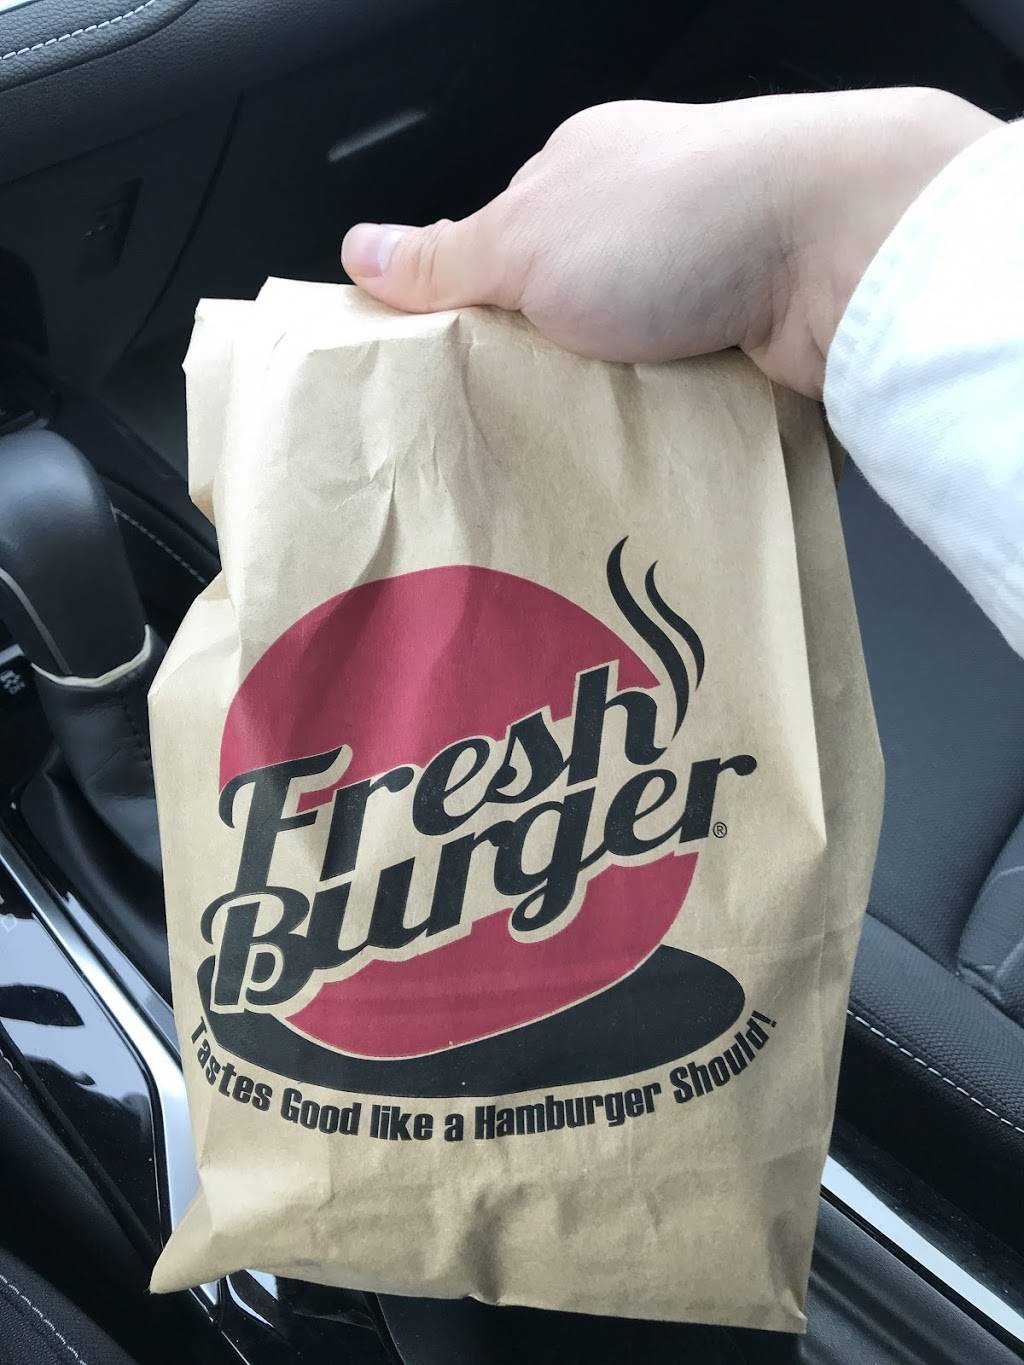 Fresh
Burger®
Tastes Good like a Hamburger Should!